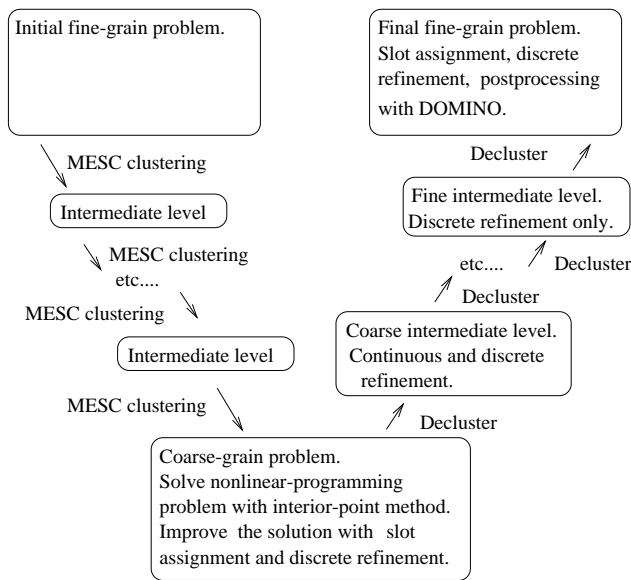 Initial fine-grain problem.
MESC clustering
Intermediate level
MESC clustering
etc....
MESC clustering
Intermediate level
MESC clustering
Coarse-grain problem.
Solve nonlinear-programming
problem with interior-point method.
Improve the solution with slot
assignment and discrete refinement.
Decluster
Coarse intermediate level.
Continuous and discrete
refinement.
Decluster
etc....
Decluster
Fine intermediate level.
Discrete refinement only.
Decluster
Final fine-grain problem.
Slot assignment, discrete
refinement, postprocessing
with DOMINO.